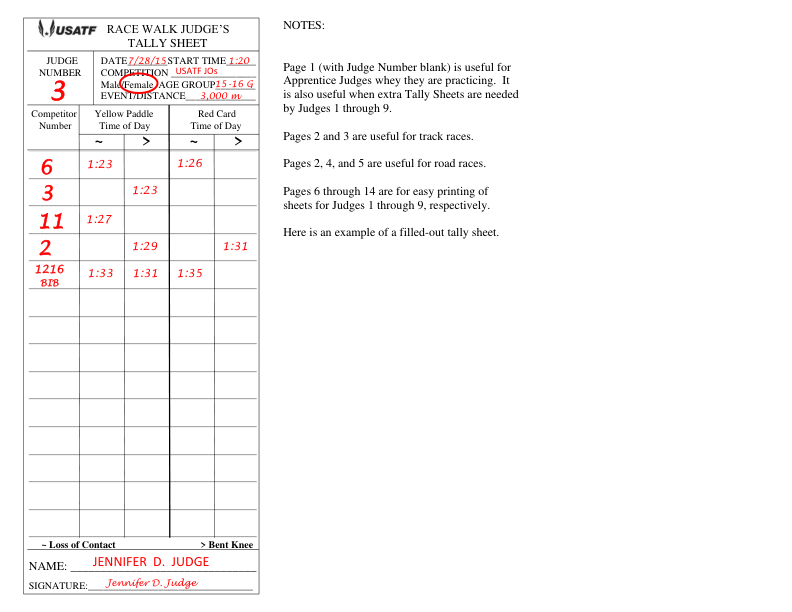 USATF RACE WALK JUDGE'S
TALLY SHEET
JUDGE
NUMBER
3
DATE 7/28/15 START TIME 1:20
COMPETITION USATF JOs
Male/Female AGE GROUP 15-16 G
EVENT/DISTANCE 3,000 m
Competitor
Number
Yellow Paddle
Time of Day
Red Card
Time of Day
~ > ~ >
6 1:23 1:26
3 1:23
11 1:27
2 1:29 1:31
1216
BIB
1:33 1:31 1:35
~ Loss of Contact > Bent Knee
NAME: JENNIFER D. JUDGE
SIGNATURE: Jennifer D. Judge
NOTES:
Page 1 (with Judge Number blank) is useful for
Apprentice Judges whey they are practicing. It
is also useful when extra Tally Sheets are needed
by Judges 1 through 9.
Pages 2 and 3 are useful for track races.
Pages 2, 4, and 5 are useful for road races.
Pages 6 through 14 are for easy printing of
sheets for Judges 1 through 9, respectively.
Here is an example of a filled-out tally sheet.